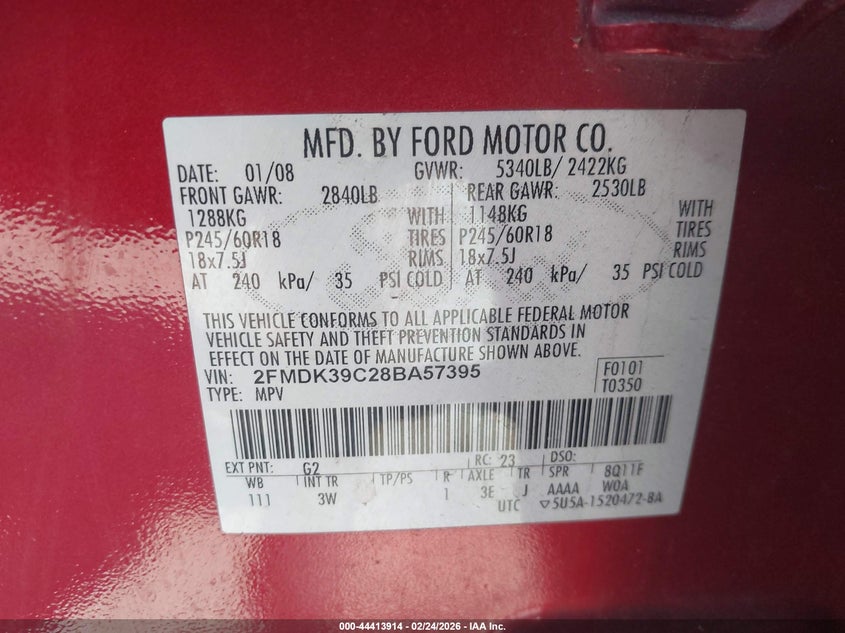 MFD. BY FORD MOTOR CO.
DATE: 01/08 GVWR: 5340LB/ 2422KG
FRONT GAWR: 2840LB REAR GAWR: 2530LB
1288KG WITH 1148KG WITH
P245/60R18 TIRES P245/60R18 TIRES
18x7.5J RIMS 18x7.5J RIMS
AT 240 kPa/ 35 PSI COLD AT 240 kPa/ 35 PSI COLD
THIS VEHICLE CONFORMS TO ALL APPLICABLE FEDERAL MOTOR
VEHICLE SAFETY AND THEFT PREVENTION STANDARDS IN
EFFECT ON THE DATE OF MANUFACTURE SHOWN ABOVE.
VIN: 2FMDK39C28BA57395 F0101
TYPE: MPV T0350
EXT PNT: G2 RC: 23 DSO:
WB INT TR TP/PS R AXLE TR SPR 8Q11F
111 3W 1 3E J AAAA W0A
UTC ▽5U5A-1520472-BA
000-44413914 - 02/24/2026 - IAA Inc.